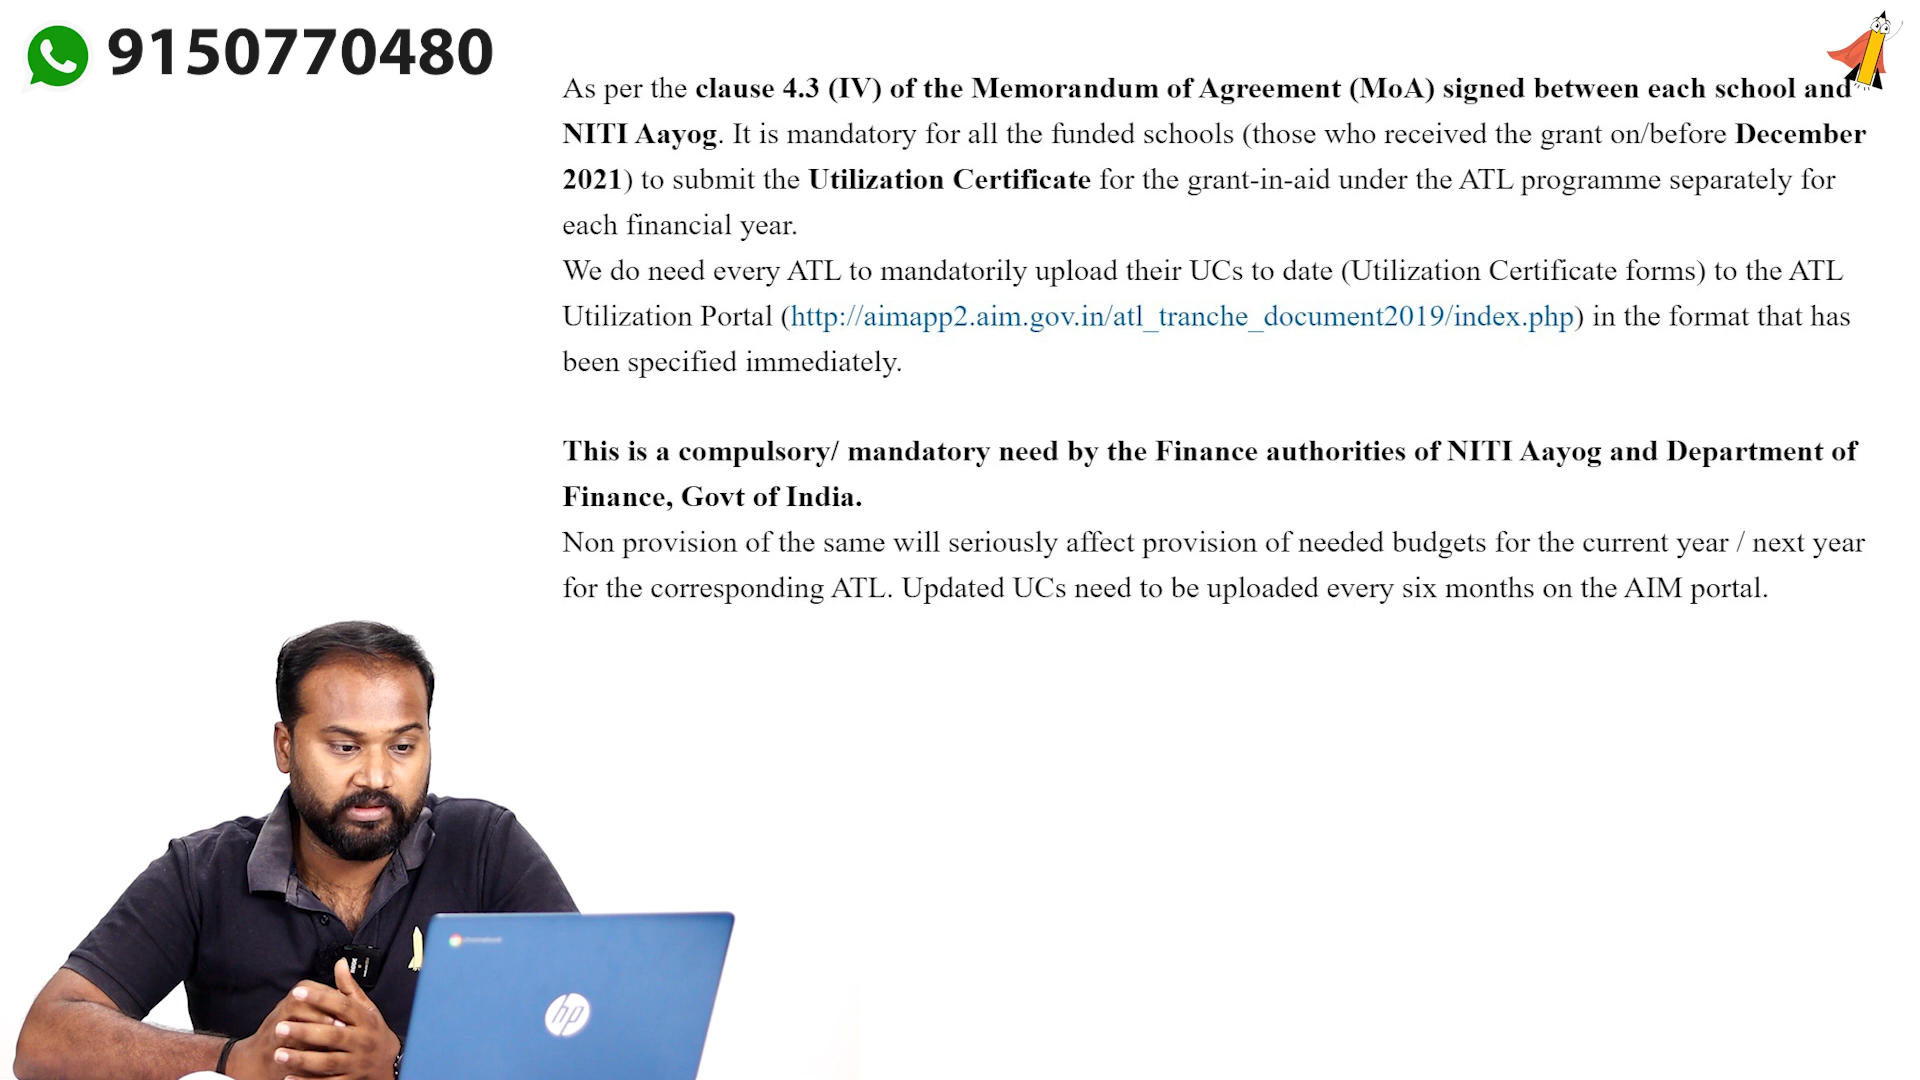 9150770480
As per the clause 4.3 (IV) of the Memorandum of Agreement (MoA) signed between each school and
NITI Aayog. It is mandatory for all the funded schools (those who received the grant on/before December
2021) to submit the Utilization Certificate for the grant-in-aid under the ATL programme separately for
each financial year.
We do need every ATL to mandatorily upload their UCs to date (Utilization Certificate forms) to the ATL
Utilization Portal (http://aimapp2.aim.gov.in/atl_tranche_document2019/index.php) in the format that has
been specified immediately.
This is a compulsory/ mandatory need by the Finance authorities of NITI Aayog and Department of
Finance, Govt of India.
Non provision of the same will seriously affect provision of needed budgets for the current year / next year
for the corresponding ATL. Updated UCs need to be uploaded every six months on the AIM portal.
hp